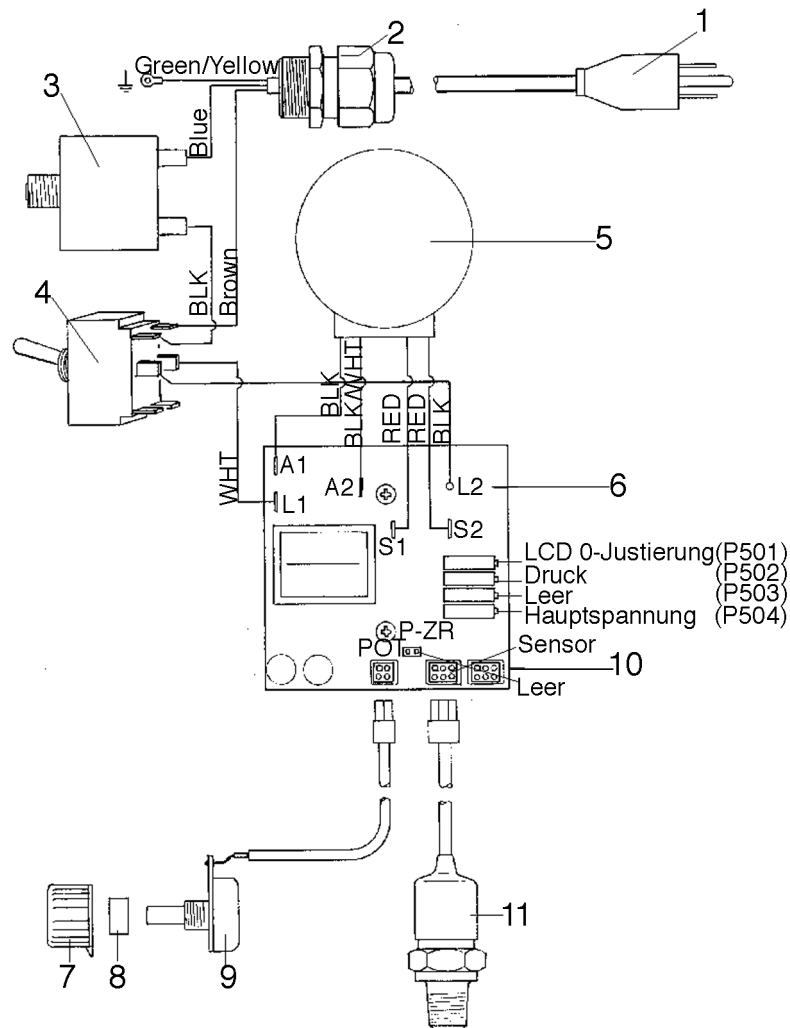 1
2
Green/Yellow
3
Blue
5
BLK
Brown
4
BLK
BLK/WHT
RED
RED
BLK
WHT
A1
A2
L1
L2
6
S1
S2
LCD 0-Justierung(P501)
Druck (P502)
Leer (P503)
Hauptspannung (P504)
P-ZR
POT
Sensor
10
Leer
11
7
8
9